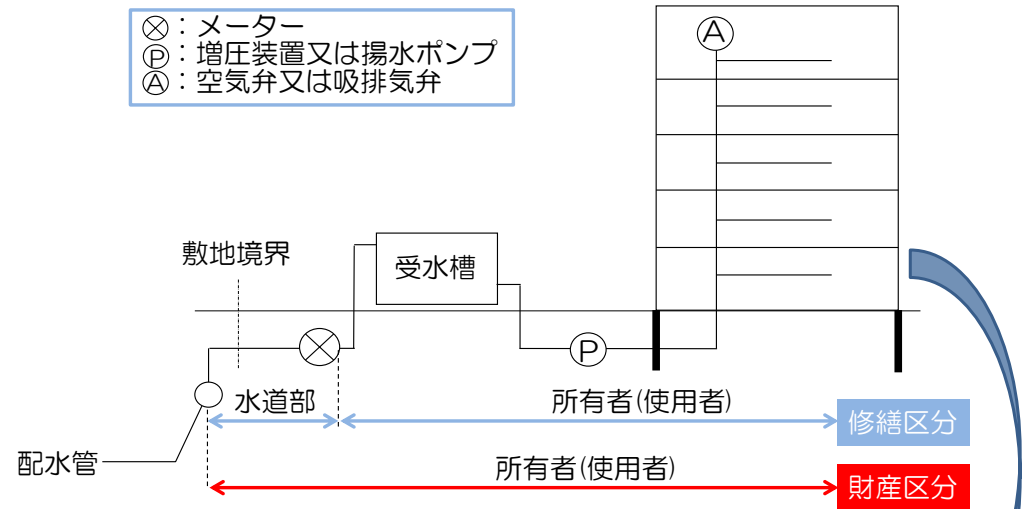 ⊗：メーター
Ⓟ：増圧装置又は揚水ポンプ
Ⓐ：空気弁又は吸排気弁
Ⓐ
敷地境界
受水槽
Ⓟ
水道部
所有者(使用者)
修繕区分
配水管
所有者(使用者)
財産区分